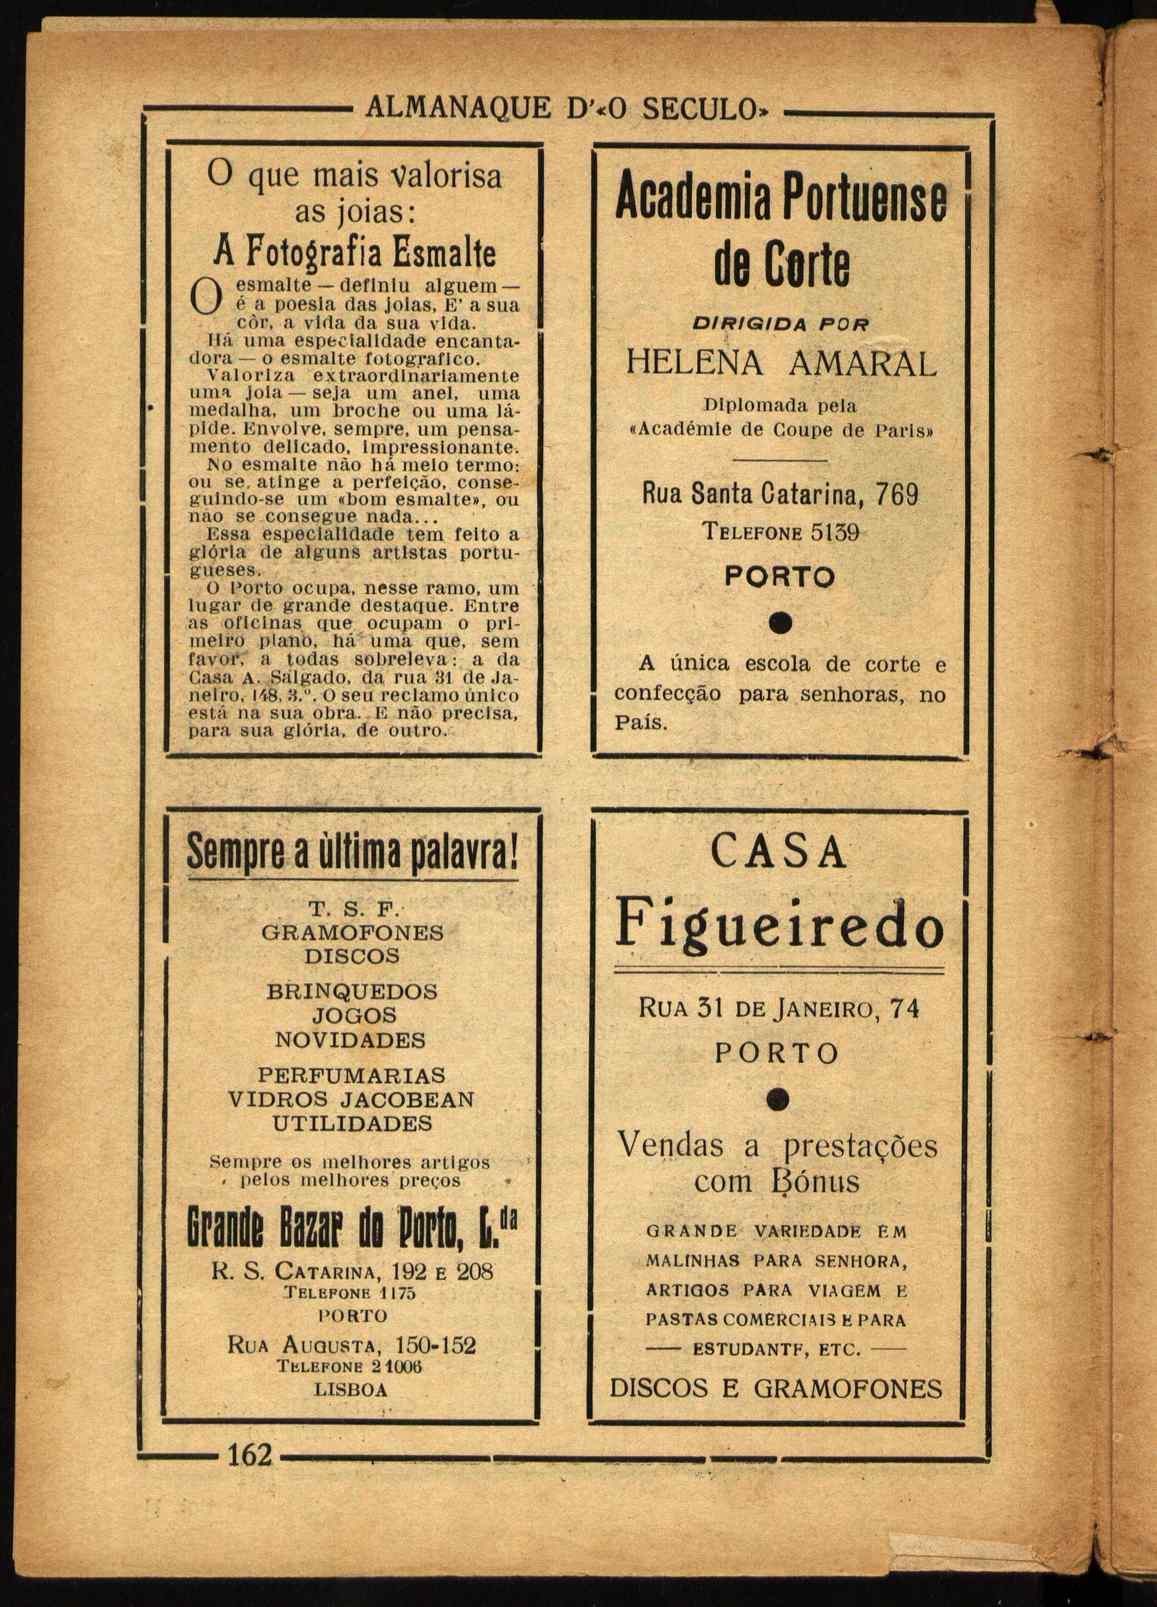 ALMANAQUE D'«O SECULO»
O que mais valorisa
as joias:
A Fotografia Esmalte
O esmalte — definiu alguem —
é a poesia das joias, E' a sua
côr, a vida da sua vida.
Há uma especialidade encanta-
dora — o esmalte fotografico.
Valoriza extraordinariamente
uma joia — seja um anel, uma
medalha, um broche ou uma lá-
pide. Envolve, sempre, um pensa-
mento delicado, impressionante.
No esmalte não há meio termo:
ou se atinge a perfeição, conse-
guindo-se um «bom esmalte», ou
não se consegue nada...
Essa especialidade tem feito a
glória de alguns artistas portu-
gueses.
O Porto ocupa, nesse ramo, um
lugar de grande destaque. Entre
as oficinas que ocupam o pri-
meiro plano, há uma que, sem
favor, a todas sobreleva: a da
Casa A. Salgado, da rua 31 de Ja-
neiro, 148, 3.º. O seu reclamo único
está na sua obra. E não precisa,
para sua glória, de outro.
Academia Portuense
de Corte
DIRIGIDA POR
HELENA AMARAL
Diplomada pela
«Académie de Coupe de Paris»
Rua Santa Catarina, 769
TELEFONE 5139
PORTO
A única escola de corte e
confecção para senhoras, no
País.
Sempre a ùltima palavra!
T. S. F.
GRAMOFONES
DISCOS
BRINQUEDOS
JOGOS
NOVIDADES
PERFUMARIAS
VIDROS JACOBEAN
UTILIDADES
Sempre os melhores artigos
pelos melhores preços
Grande Bazar do Porto, L.da
R. S. CATARINA, 192 E 208
TELEFONE 1175
PORTO
RUA AUGUSTA, 150-152
TELEFONE 2 1006
LISBOA
CASA
Figueiredo
RUA 31 DE JANEIRO, 74
PORTO
Vendas a prestações
com Bónus
GRANDE VARIEDADE EM
MALINHAS PARA SENHORA,
ARTIGOS PARA VIAGEM E
PASTAS COMERCIAIS E PARA
ESTUDANTE, ETC.
DISCOS E GRAMOFONES
162